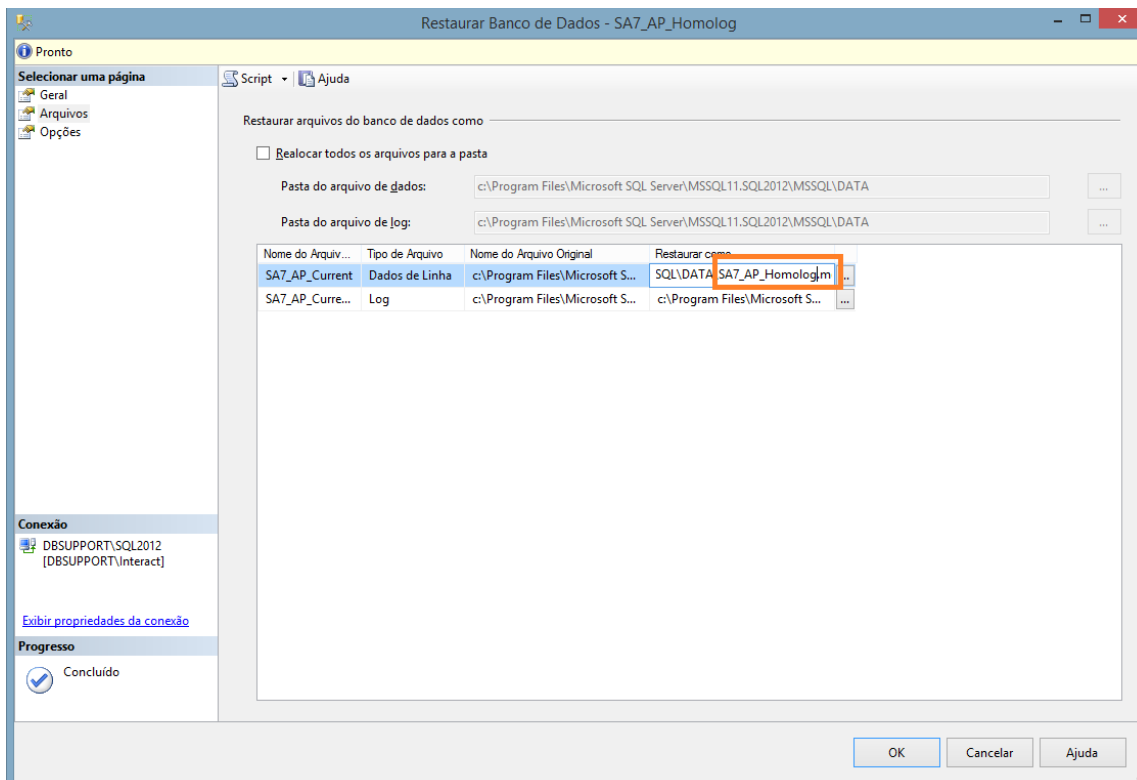 Restaurar Banco de Dados - SA7_AP_Homolog
Pronto
Selecionar uma página
Geral
Arquivos
Opções
Script Ajuda
Restaurar arquivos do banco de dados como
Realocar todos os arquivos para a pasta
Pasta do arquivo de dados: c:\Program Files\Microsoft SQL Server\MSSQL11.SQL2012\MSSQL\DATA ...
Pasta do arquivo de log: c:\Program Files\Microsoft SQL Server\MSSQL11.SQL2012\MSSQL\DATA ...
Nome do Arquiv... Tipo de Arquivo Nome do Arquivo Original Restaurar como
SA7_AP_Current Dados de Linha c:\Program Files\Microsoft S... SQL\DATA\SA7_AP_Homolog.m ...
SA7_AP_Curre... Log c:\Program Files\Microsoft S... c:\Program Files\Microsoft S... ...
Conexão
DBSUPPORT\SQL2012
[DBSUPPORT\Interact]
Exibir propriedades da conexão
Progresso
Concluído
OK Cancelar Ajuda